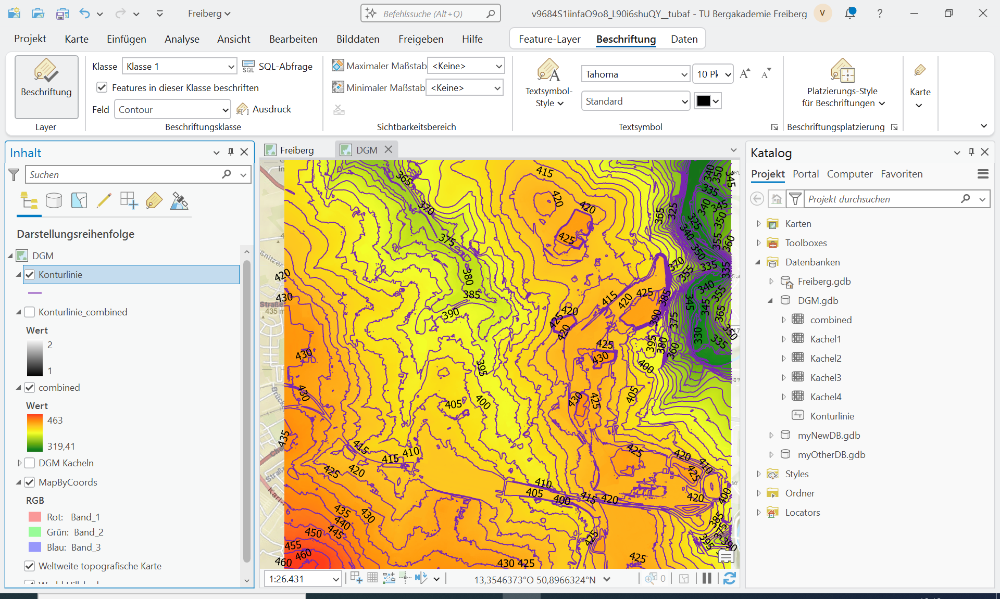 Freiberg
Befehlssuche (Alt+Q)
v9684S1iinfaO9o8_L90i6shuQY__tubaf - TU Bergakademie Freiberg
V
?
Projekt
Karte
Einfügen
Analyse
Ansicht
Bearbeiten
Bilddaten
Freigeben
Hilfe
Feature-Layer
Beschriftung
Daten
Beschriftung
Layer
Klasse
Klasse 1
SQL
SQL-Abfrage
Features in dieser Klasse beschriften
Feld
Contour
Ausdruck
Beschriftungsklasse
Maximaler Maßstab
<Keine>
Minimaler Maßstab
<Keine>
Sichtbarkeitsbereich
Textsymbol-
Style
Tahoma
10 Pk
Standard
Textsymbol
Platzierungs-Style
für Beschriftungen
Beschriftungsplatzierung
Karte
Inhalt
Suchen
Darstellungsreihenfolge
DGM
Konturlinie
Konturlinie_combined
Wert
2
1
combined
Wert
463
319,41
DGM Kacheln
MapByCoords
RGB
Rot: Band_1
Grün: Band_2
Blau: Band_3
Weltweite topografische Karte
Freiberg
DGM
415
365
420
420
370
425
375
380
385
390
420
430
430
430
435
395
405
400
415
420
425
425
420
420
425
430
430
425
405
400
395
380
360
390
385
375
365
325
370
355
350
340
325
335
340
345
350
355
360
335
340
345
345
355
365
330
335
350
415
410
415
420
425
435
440
445
450
455
460
460
430
410
405
400
415
420
425
420
410
425
420
400
385
375
395
390
425
425
430 425
435 m
1:26.431
13,3546373°O 50,8966324°N
0
Katalog
Projekt
Portal
Computer
Favoriten
Projekt durchsuchen
Karten
Toolboxes
Datenbanken
Freiberg.gdb
DGM.gdb
combined
Kachel1
Kachel2
Kachel3
Kachel4
Konturlinie
myNewDB.gdb
myOtherDB.gdb
Styles
Ordner
Locators